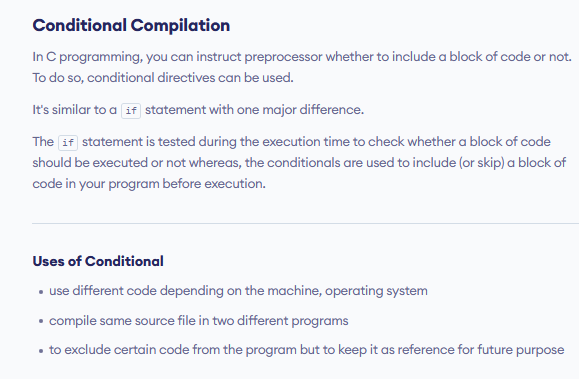 Conditional Compilation
In C programming, you can instruct preprocessor whether to include a block of code or not.
To do so, conditional directives can be used.
It's similar to a if statement with one major difference.
The if statement is tested during the execution time to check whether a block of code
should be executed or not whereas, the conditionals are used to include (or skip) a block of
code in your program before execution.
Uses of Conditional
• use different code depending on the machine, operating system
• compile same source file in two different programs
• to exclude certain code from the program but to keep it as reference for future purpose